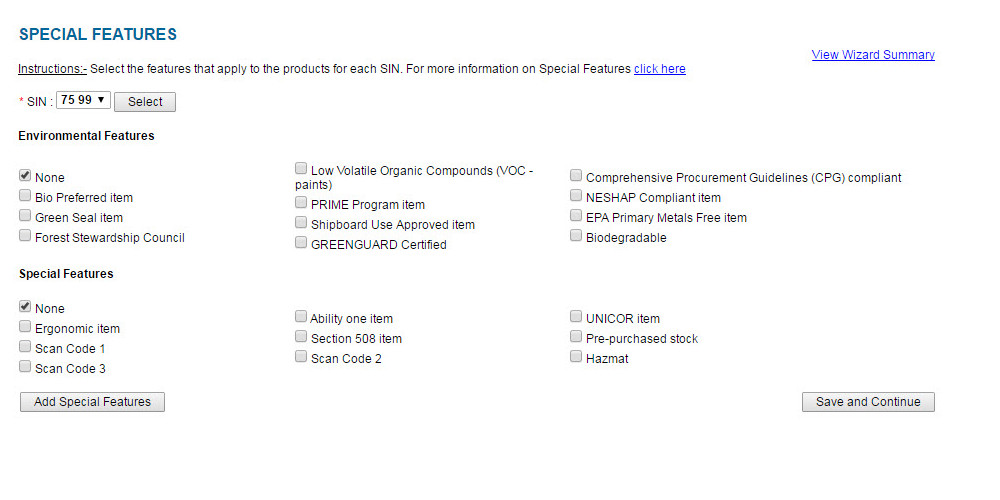 SPECIAL FEATURES
View Wizard Summary
Instructions:- Select the features that apply to the products for each SIN. For more information on Special Features click here
* SIN : 75 99 Select
Environmental Features
None
Bio Preferred item
Green Seal item
Forest Stewardship Council
Low Volatile Organic Compounds (VOC -
paints)
PRIME Program item
Shipboard Use Approved item
GREENGUARD Certified
Comprehensive Procurement Guidelines (CPG) compliant
NESHAP Compliant item
EPA Primary Metals Free item
Biodegradable
Special Features
None
Ergonomic item
Scan Code 1
Scan Code 3
Ability one item
Section 508 item
Scan Code 2
UNICOR item
Pre-purchased stock
Hazmat
Add Special Features
Save and Continue